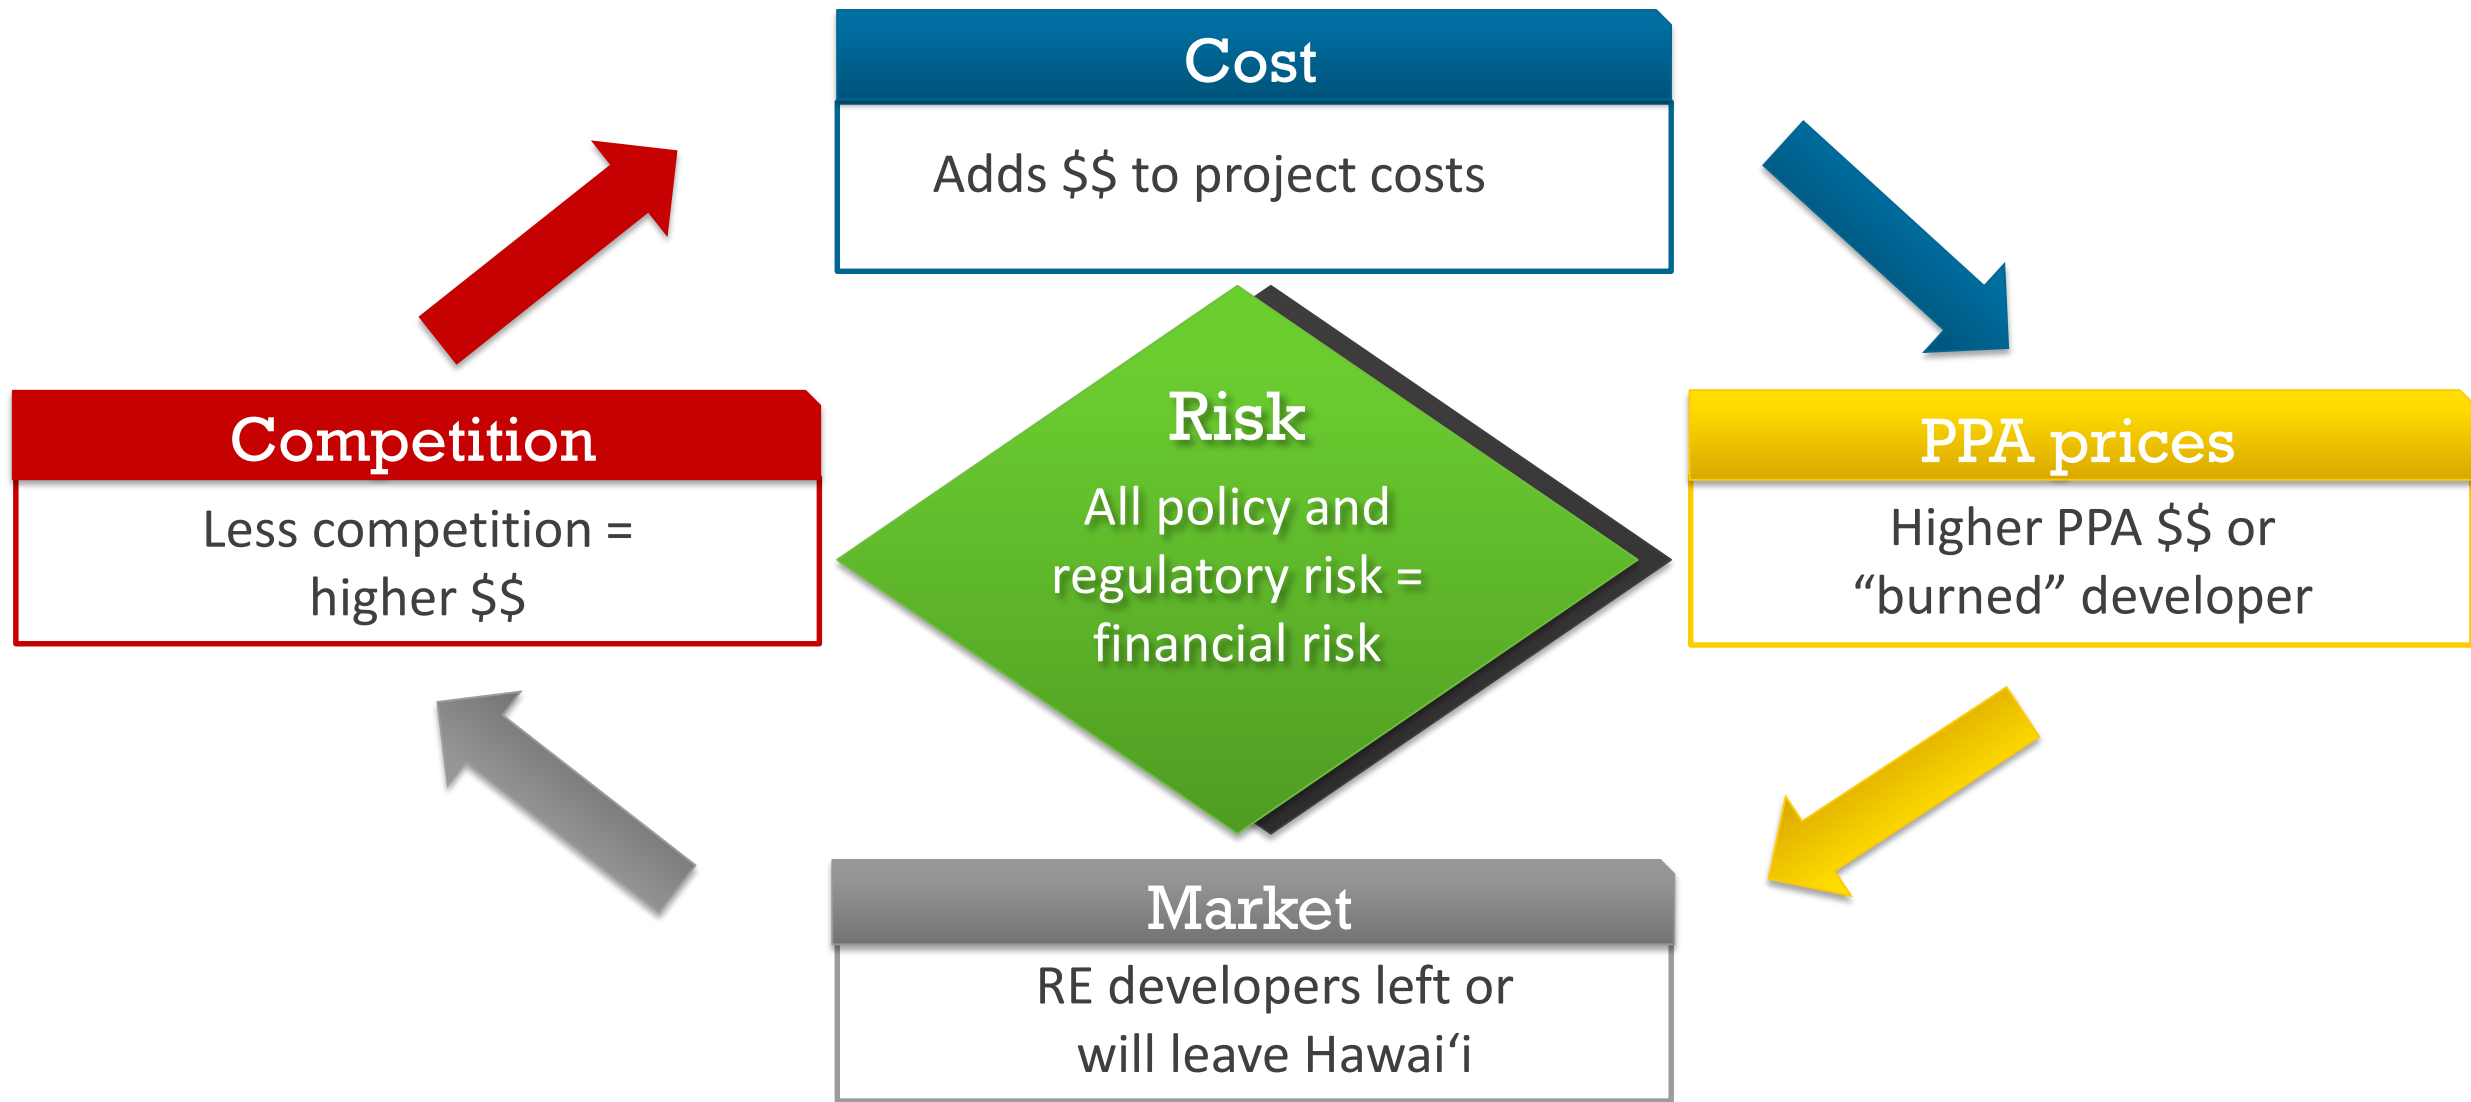 Cost
Adds $$ to project costs
Competition
Less competition =
higher $$
Risk
All policy and
regulatory risk =
financial risk
PPA prices
Higher PPA $$ or
“burned” developer
Market
RE developers left or
will leave Hawai‘i